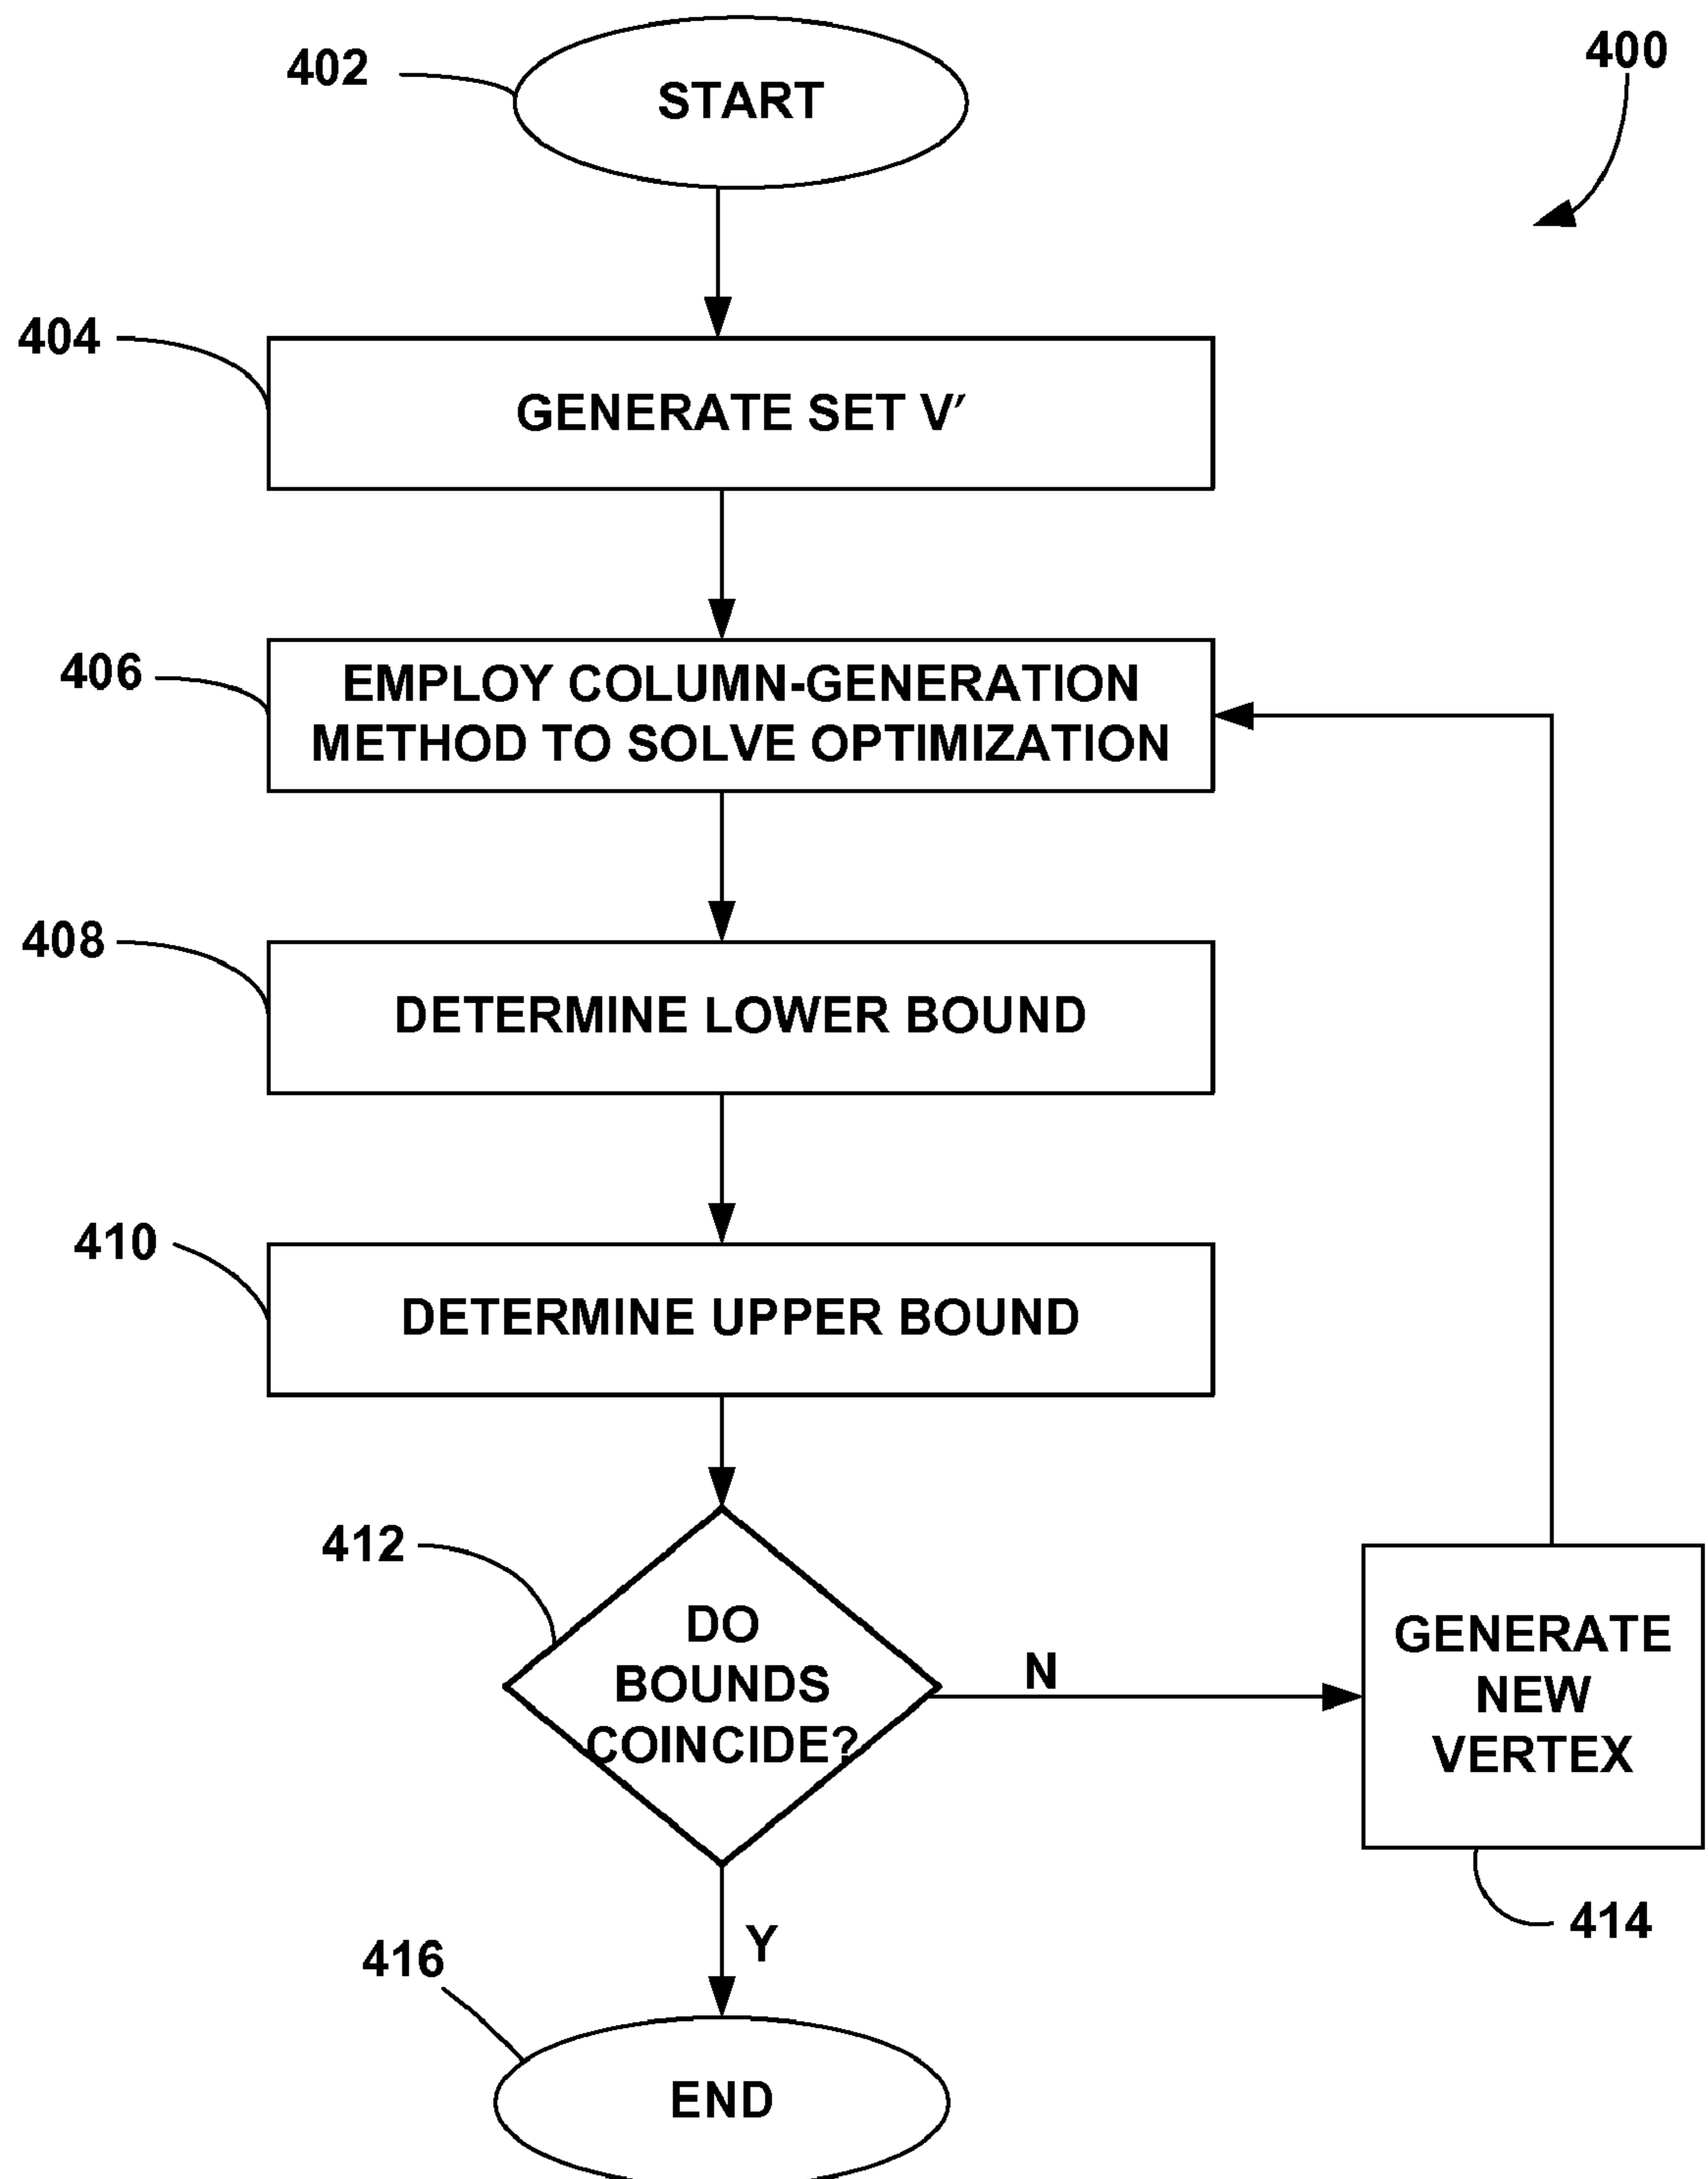 402
START
400
404
GENERATE SET V′
406
EMPLOY COLUMN-GENERATION
METHOD TO SOLVE OPTIMIZATION
408
DETERMINE LOWER BOUND
410
DETERMINE UPPER BOUND
412
DO
BOUNDS
COINCIDE?
N
GENERATE
NEW
VERTEX
414
Y
416
END